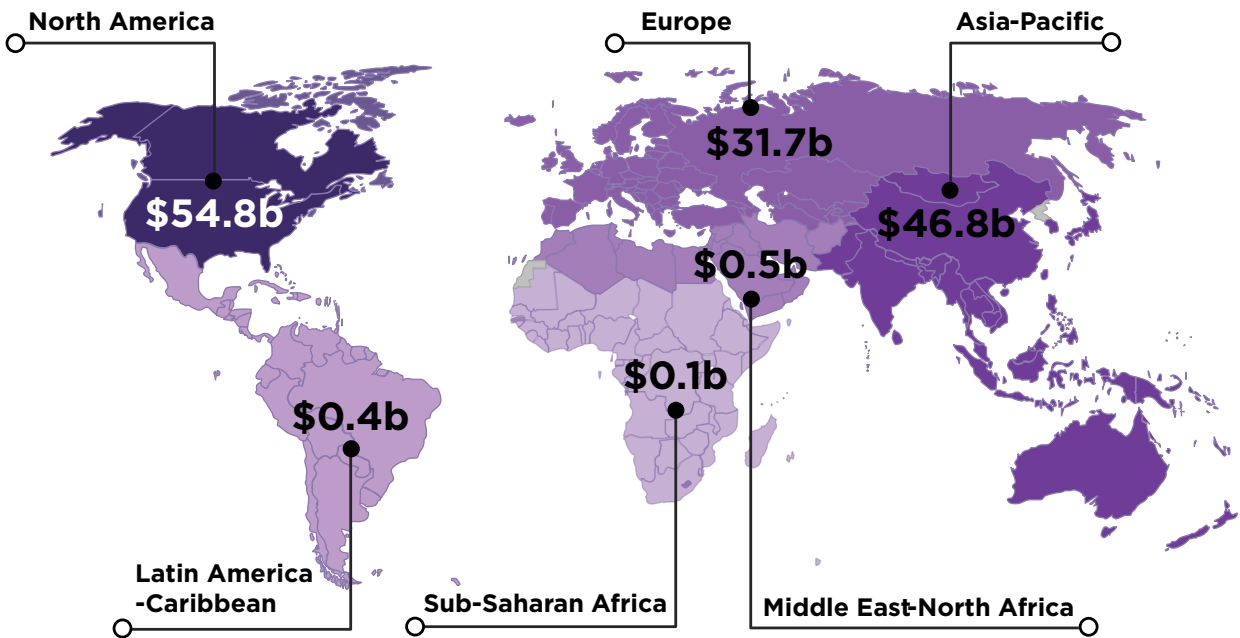 North America
Europe
Asia-Pacific
$31.7b
$54.8b
$46.8b
$0.5b
$0.1b
$0.4b
Latin America
-Caribbean
Sub-Saharan Africa
Middle East-North Africa